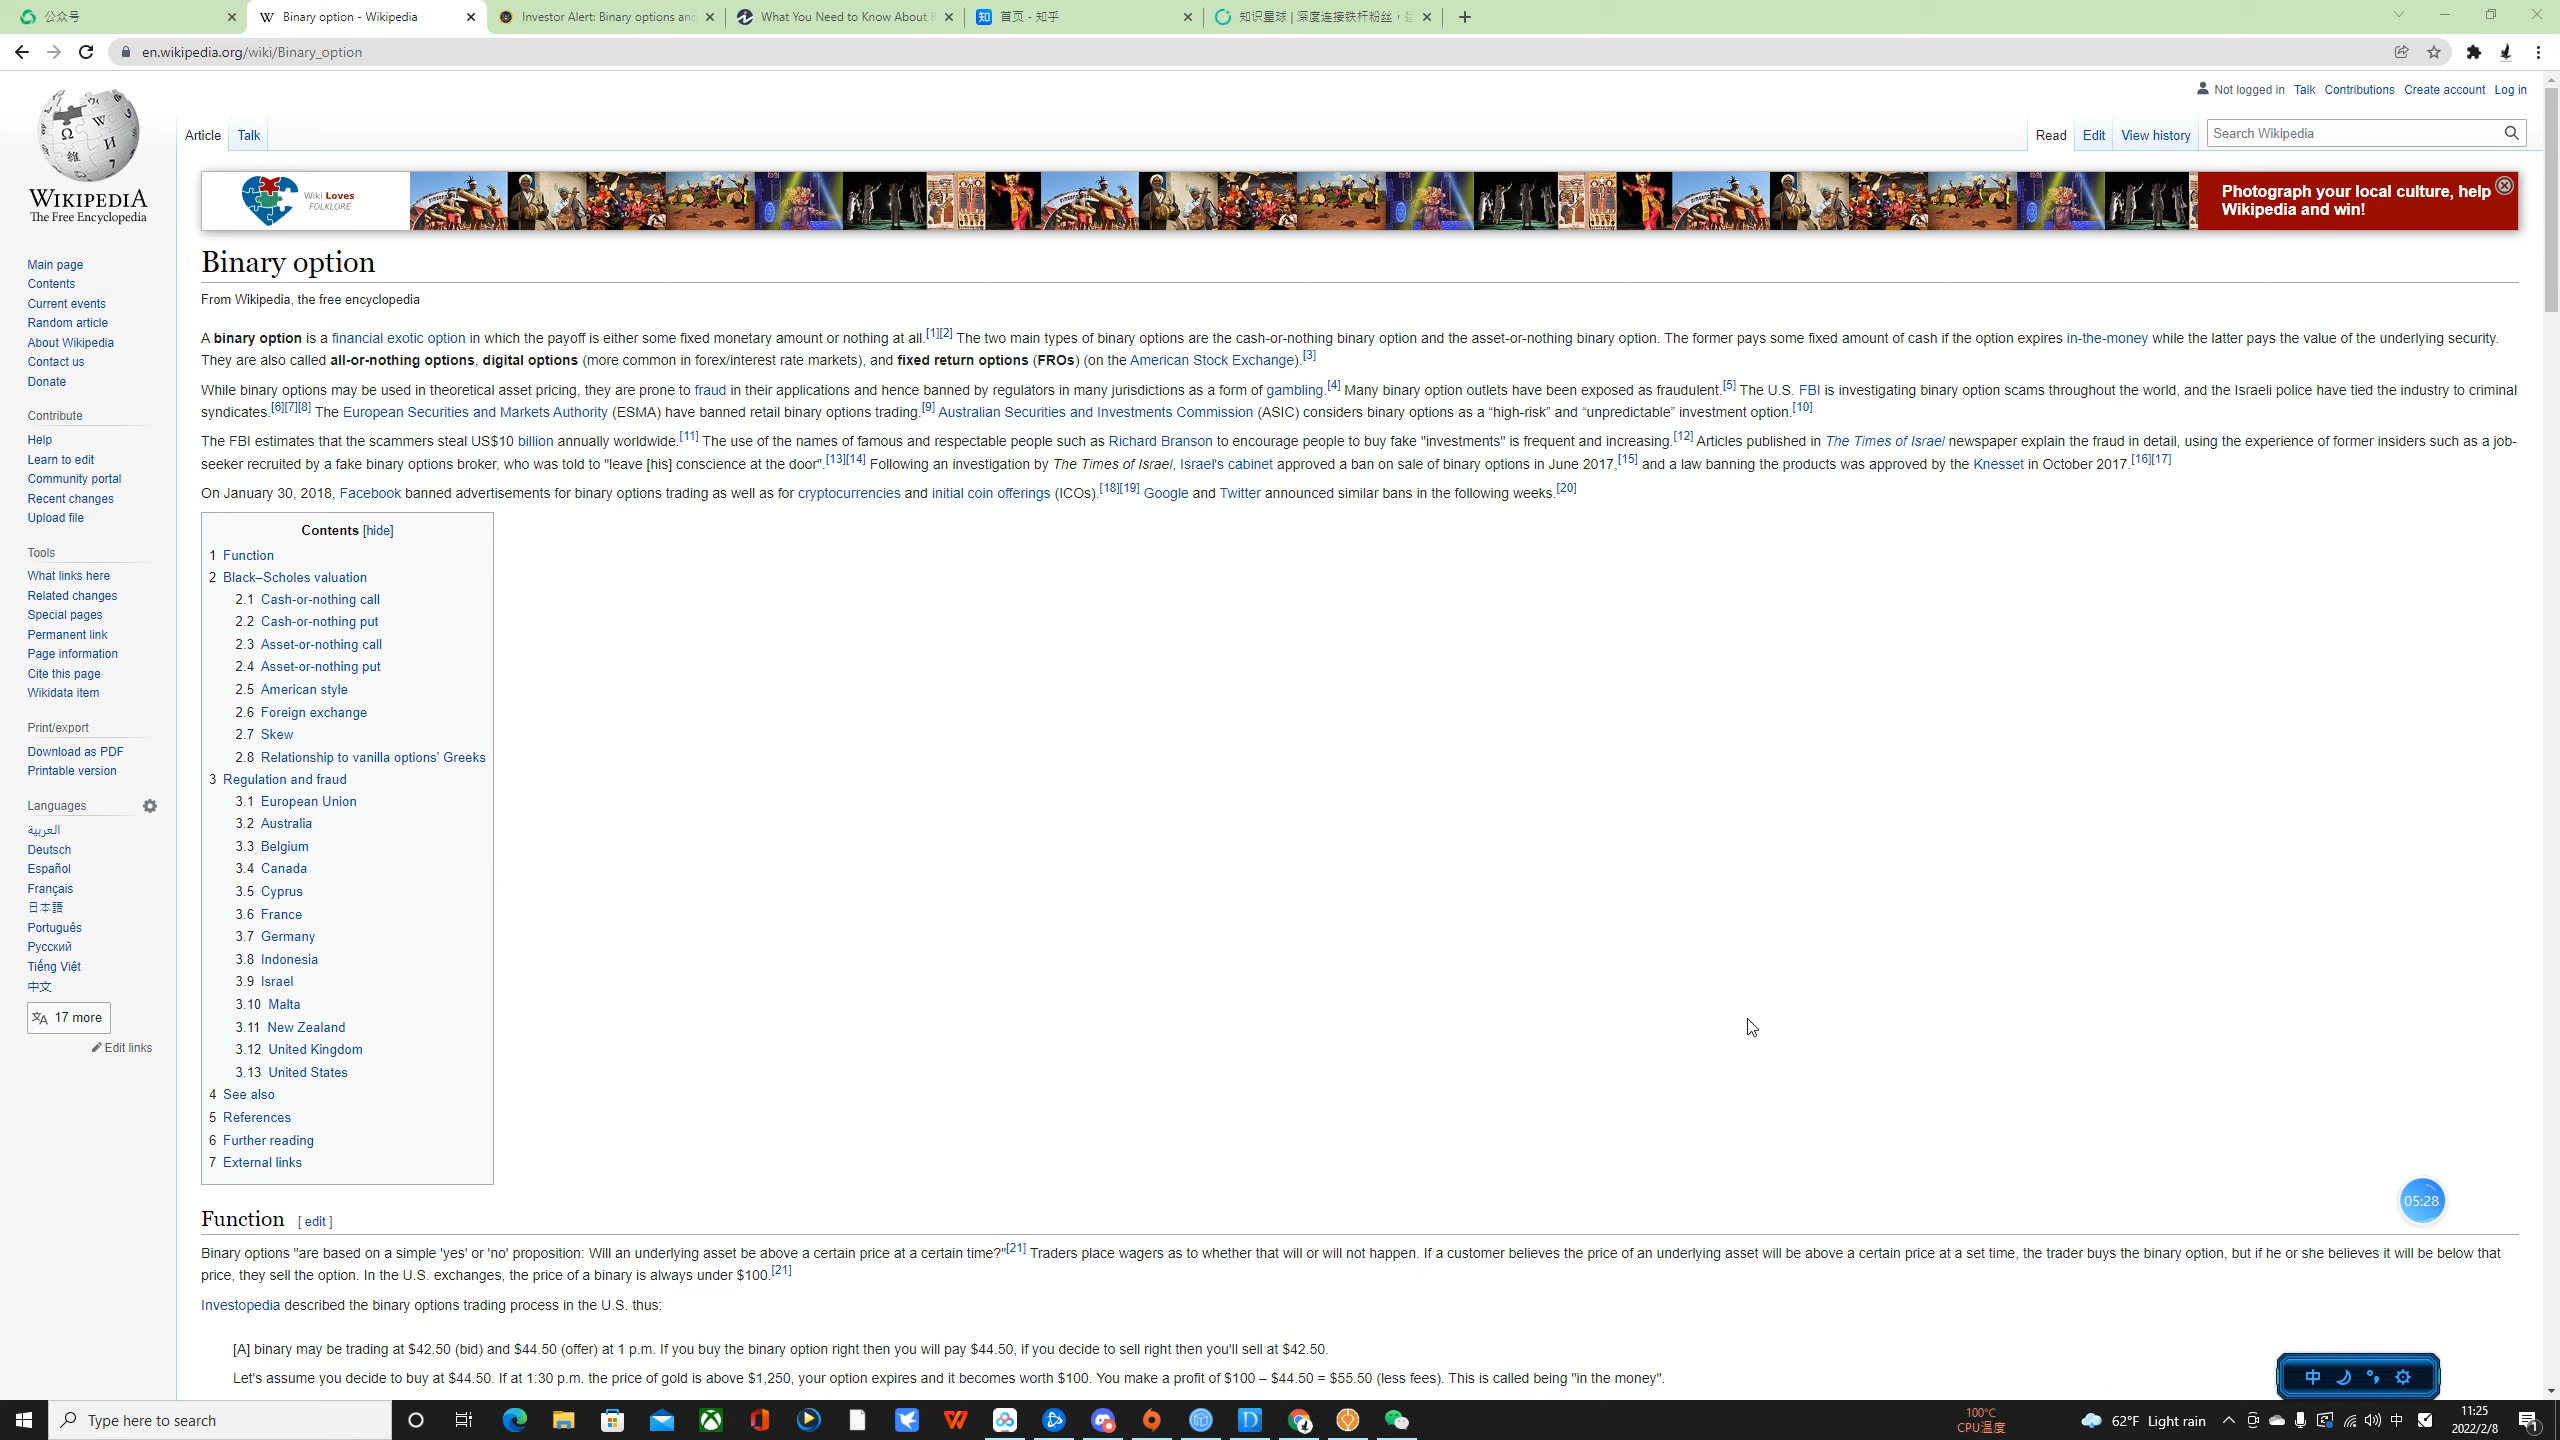 公众号
Binary option - Wikipedia
Investor Alert: Binary options and
What You Need to Know About
首页 - 知乎
知识星球 | 深度连接铁杆粉丝，
en.wikipedia.org/wiki/Binary_option
Not logged in Talk Contributions Create account Log in
Article Talk
Read Edit View history
Search Wikipedia
WIKIPEDIA
The Free Encyclopedia
Wiki Loves
FOLKLORE
Photograph your local culture, help
Wikipedia and win!
Main page
Contents
Current events
Random article
About Wikipedia
Contact us
Donate
Contribute
Help
Learn to edit
Community portal
Recent changes
Upload file
Tools
What links here
Related changes
Special pages
Permanent link
Page information
Cite this page
Wikidata item
Print/export
Download as PDF
Printable version
Languages
العربية
Deutsch
Español
Français
日本語
Português
Русский
Tiếng Việt
中文
17 more
Edit links
Binary option
From Wikipedia, the free encyclopedia
A binary option is a financial exotic option in which the payoff is either some fixed monetary amount or nothing at all.[1][2] The two main types of binary options are the cash-or-nothing binary option and the asset-or-nothing binary option. The former pays some fixed amount of cash if the option expires in-the-money while the latter pays the value of the underlying security.
They are also called all-or-nothing options, digital options (more common in forex/interest rate markets), and fixed return options (FROs) (on the American Stock Exchange).[3]
While binary options may be used in theoretical asset pricing, they are prone to fraud in their applications and hence banned by regulators in many jurisdictions as a form of gambling.[4] Many binary option outlets have been exposed as fraudulent.[5] The U.S. FBI is investigating binary option scams throughout the world, and the Israeli police have tied the industry to criminal
syndicates.[6][7][8] The European Securities and Markets Authority (ESMA) have banned retail binary options trading.[9] Australian Securities and Investments Commission (ASIC) considers binary options as a “high-risk” and “unpredictable” investment option.[10]
The FBI estimates that the scammers steal US$10 billion annually worldwide.[11] The use of the names of famous and respectable people such as Richard Branson to encourage people to buy fake "investments" is frequent and increasing.[12] Articles published in The Times of Israel newspaper explain the fraud in detail, using the experience of former insiders such as a job-
seeker recruited by a fake binary options broker, who was told to "leave [his] conscience at the door".[13][14] Following an investigation by The Times of Israel, Israel's cabinet approved a ban on sale of binary options in June 2017,[15] and a law banning the products was approved by the Knesset in October 2017.[16][17]
On January 30, 2018, Facebook banned advertisements for binary options trading as well as for cryptocurrencies and initial coin offerings (ICOs).[18][19] Google and Twitter announced similar bans in the following weeks.[20]
Contents [hide]
1 Function
2 Black–Scholes valuation
2.1 Cash-or-nothing call
2.2 Cash-or-nothing put
2.3 Asset-or-nothing call
2.4 Asset-or-nothing put
2.5 American style
2.6 Foreign exchange
2.7 Skew
2.8 Relationship to vanilla options' Greeks
3 Regulation and fraud
3.1 European Union
3.2 Australia
3.3 Belgium
3.4 Canada
3.5 Cyprus
3.6 France
3.7 Germany
3.8 Indonesia
3.9 Israel
3.10 Malta
3.11 New Zealand
3.12 United Kingdom
3.13 United States
4 See also
5 References
6 Further reading
7 External links
05:28
Function [ edit ]
Binary options "are based on a simple 'yes' or 'no' proposition: Will an underlying asset be above a certain price at a certain time?"[21] Traders place wagers as to whether that will or will not happen. If a customer believes the price of an underlying asset will be above a certain price at a set time, the trader buys the binary option, but if he or she believes it will be below that
price, they sell the option. In the U.S. exchanges, the price of a binary is always under $100.[21]
Investopedia described the binary options trading process in the U.S. thus:
[A] binary may be trading at $42.50 (bid) and $44.50 (offer) at 1 p.m. If you buy the binary option right then you will pay $44.50, if you decide to sell right then you'll sell at $42.50.
Let's assume you decide to buy at $44.50. If at 1:30 p.m. the price of gold is above $1,250, your option expires and it becomes worth $100. You make a profit of $100 – $44.50 = $55.50 (less fees). This is called being "in the money".
中
Type here to search
100°C
CPU温度
62°F Light rain
中
11:25
2022/2/8
1